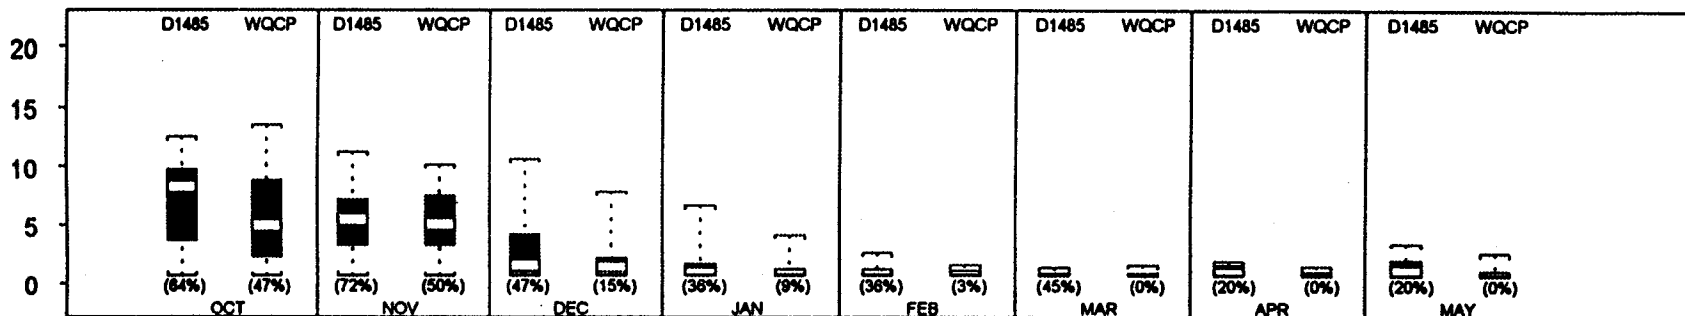 D1485 WQCP D1485 WQCP D1485 WQCP D1485 WQCP D1485 WQCP D1485 WQCP D1485 WQCP D1485 WQCP
20
15
10
5
0
(64%) (47%) (72%) (50%) (47%) (15%) (36%) (9%) (36%) (3%) (45%) (0%) (20%) (0%) (20%) (0%)
OCT NOV DEC JAN FEB MAR APR MAY